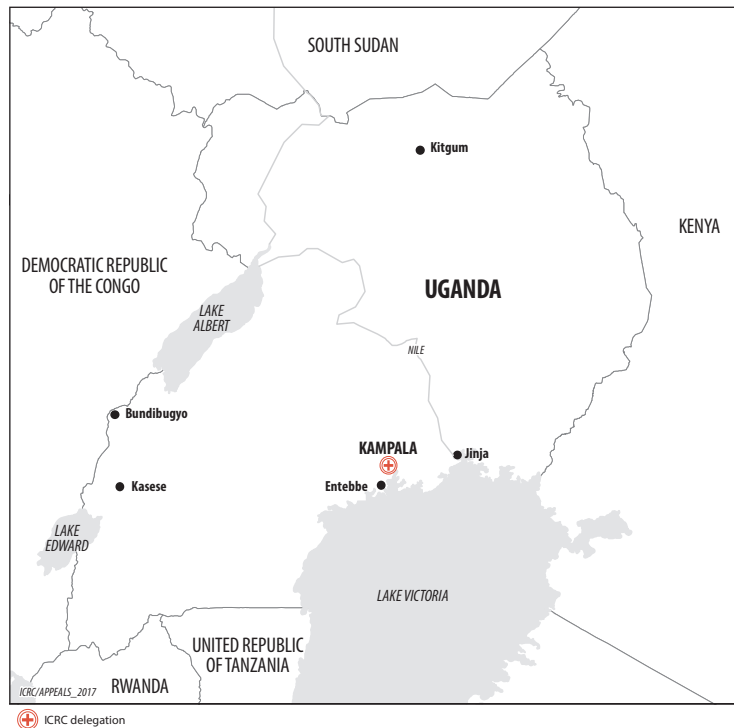 SOUTH SUDAN
Kitgum
KENYA
DEMOCRATIC REPUBLIC
OF THE CONGO
UGANDA
LAKE
ALBERT
NILE
Bundibugyo
KAMPALA
Jinja
Kasese
Entebbe
LAKE
EDWARD
LAKE VICTORIA
UNITED REPUBLIC
OF TANZANIA
RWANDA
ICRC/APPEALS_2017
ICRC delegation